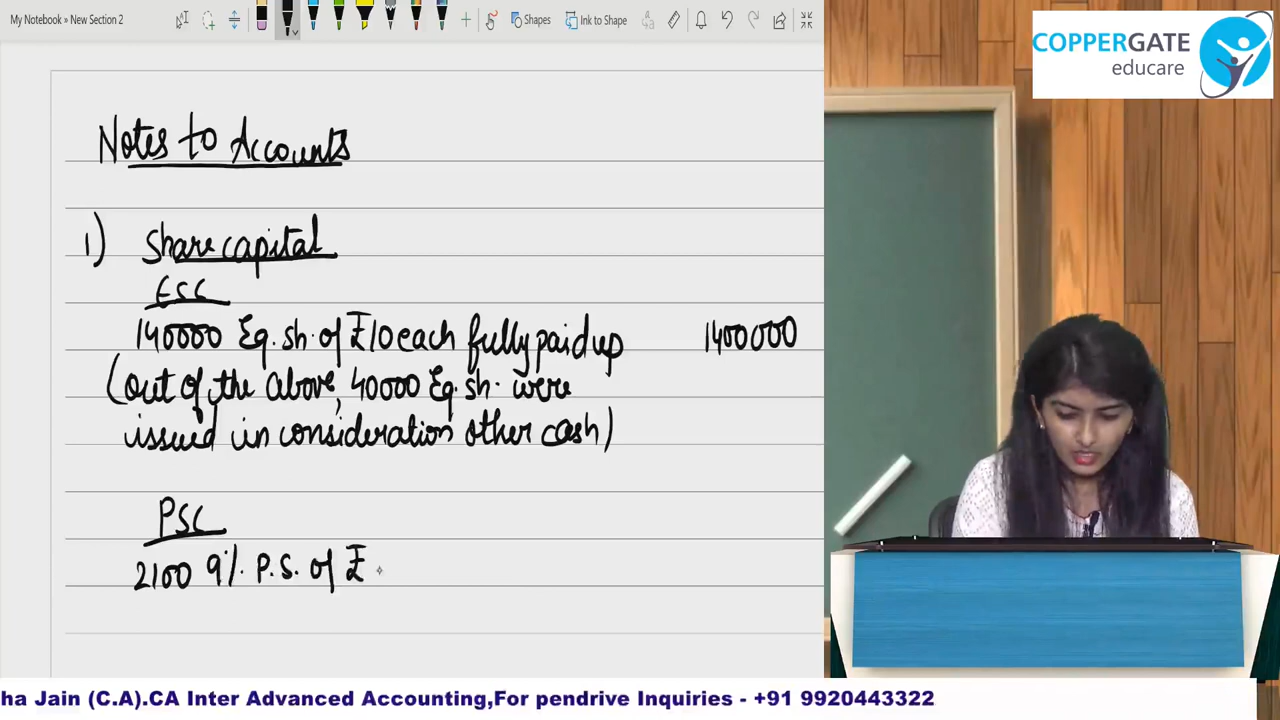 My Notebook » New Section 2
Shapes
Ink to Shape
COPPERGATE
educare
Notes to Accounts
1) Share capital
ESC
140000 Eq. sh. of ₹10 each fully paid up 1400000
(out of the above, 40000 Eq. sh. were
issued in consideration other cash)
PSC
2100 9% P.S. of ₹
ha Jain (C.A).CA Inter Advanced Accounting,For pendrive Inquiries - +91 9920443322